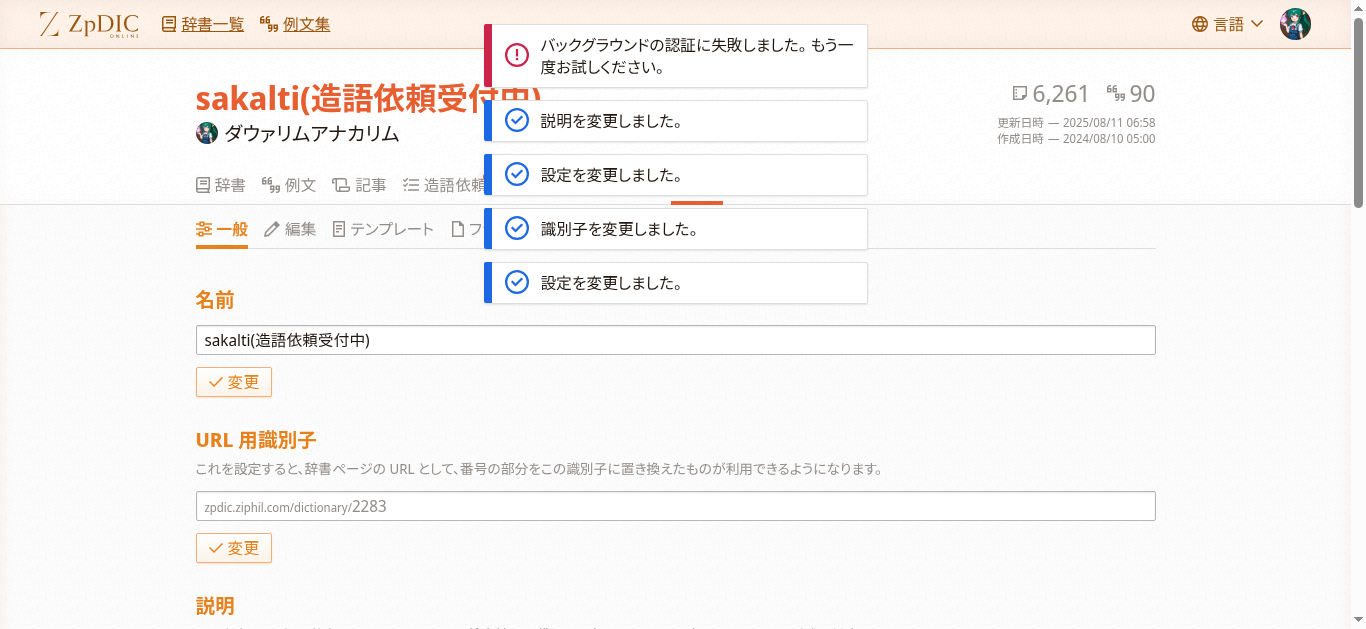 ZpDIC
ONLINE
辞書一覧
例文集
言語
バックグラウンドの認証に失敗しました。もう一
度お試しください。
説明を変更しました。
設定を変更しました。
識別子を変更しました。
設定を変更しました。
sakalti(造語依頼受付中)
ダウァリムアナカリム
6,261
90
更新日時 — 2025/08/11 06:58
作成日時 — 2024/08/10 05:00
辞書
例文
記事
造語依頼
一般
編集
テンプレート
名前
sakalti(造語依頼受付中)
変更
URL 用識別子
これを設定すると、辞書ページの URL として、番号の部分をこの識別子に置き換えたものが利用できるようになります。
zpdic.ziphil.com/dictionary/2283
変更
説明